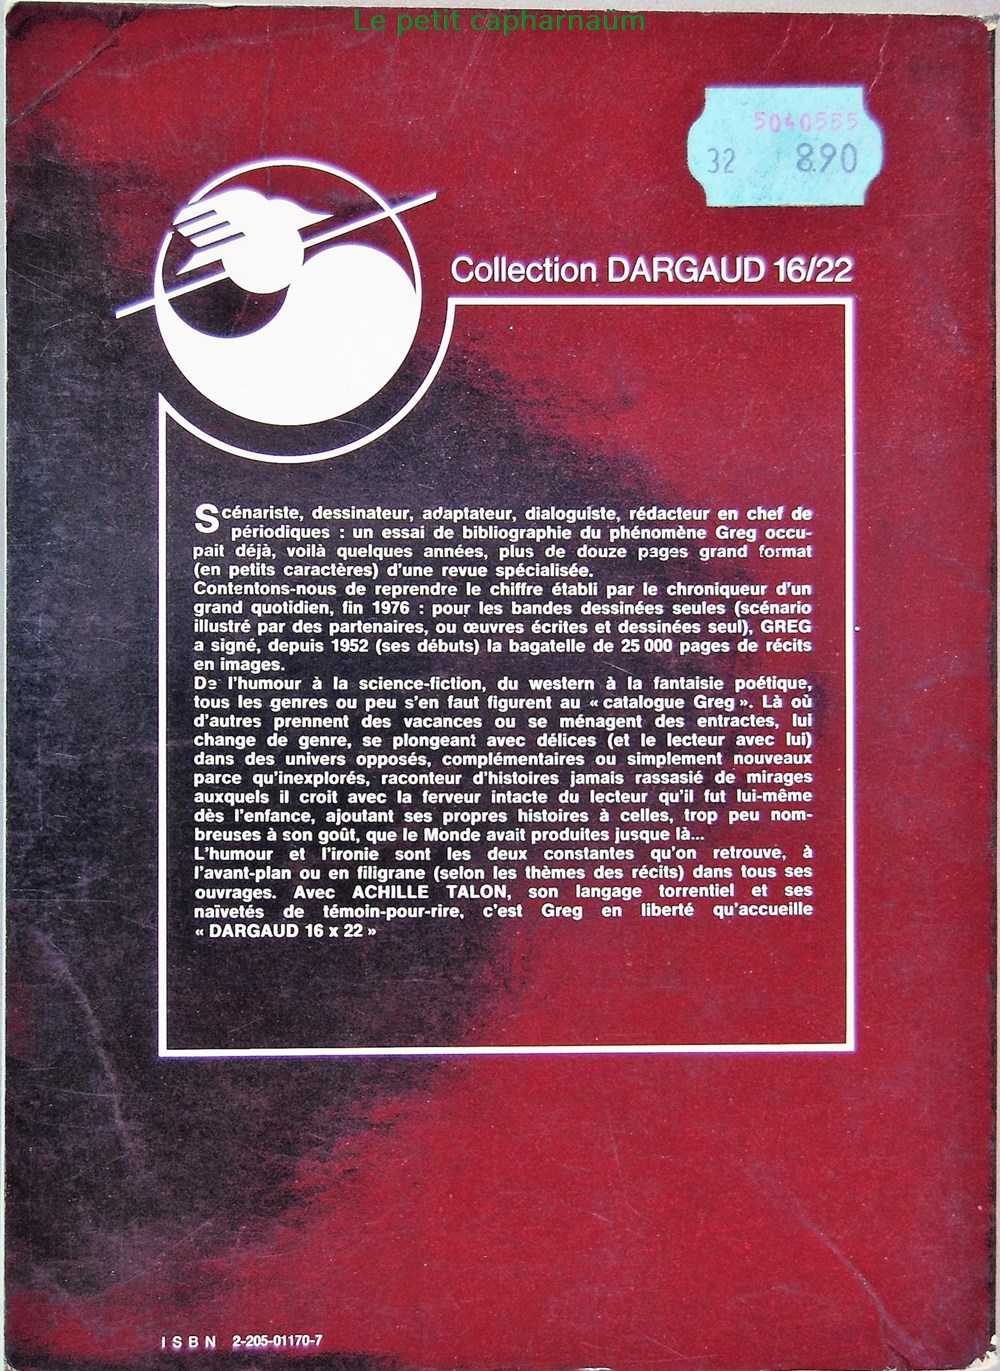 Le petit capharnaüm
5040555
32 8.90
Collection DARGAUD 16/22
Scénariste, dessinateur, adaptateur, dialoguiste, rédacteur en chef de
périodiques : un essai de bibliographie du phénomène Greg occu-
pait déjà, voilà quelques années, plus de douze pages grand format
(en petits caractères) d'une revue spécialisée.
Contentons-nous de reprendre le chiffre établi par le chroniqueur d'un
grand quotidien, fin 1976 : pour les bandes dessinées seules (scénario
illustré par des partenaires, ou œuvres écrites et dessinées seul), GREG
a signé, depuis 1952 (ses débuts) la bagatelle de 25 000 pages de récits
en images.
De l'humour à la science-fiction, du western à la fantaisie poétique,
tous les genres ou peu s'en faut figurent au « catalogue Greg ». Là où
d'autres prennent des vacances ou se ménagent des entractes, lui
change de genre, se plongeant avec délices (et le lecteur avec lui)
dans des univers opposés, complémentaires ou simplement nouveaux
parce qu'inexplorés, raconteur d'histoires jamais rassasié de mirages
auxquels il croit avec la ferveur intacte du lecteur qu'il fut lui-même
dès l'enfance, ajoutant ses propres histoires à celles, trop peu nom-
breuses à son goût, que le Monde avait produites jusque là...
L'humour et l'ironie sont les deux constantes qu'on retrouve, à
l'avant-plan ou en filigrane (selon les thèmes des récits) dans tous ses
ouvrages. Avec ACHILLE TALON, son langage torrentiel et ses
naïvetés de témoin-pour-rire, c'est Greg en liberté qu'accueille
« DARGAUD 16 x 22 »
ISBN 2-205-01170-7